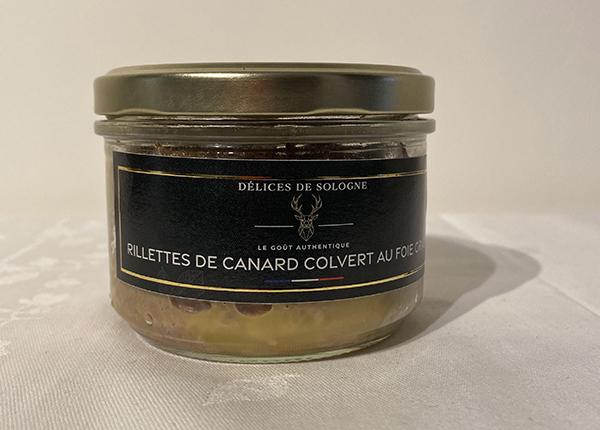 DÉLICES DE SOLOGNE
LE GOÛT AUTHENTIQUE
RILLETTES DE CANARD COLVERT AU FOIE